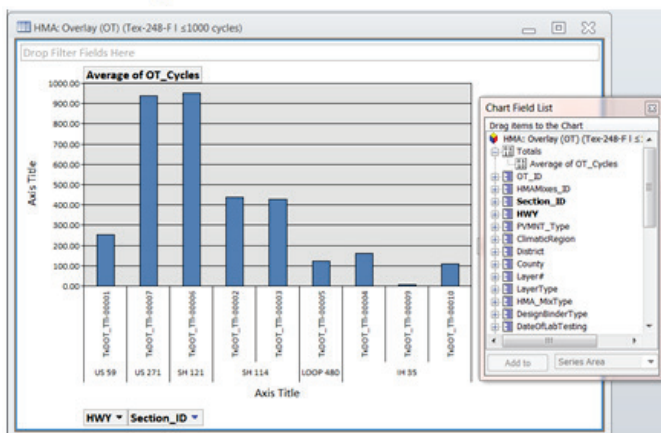 HMA: Overlay (OT) (Tex-248-F I ≤1000 cycles)
Drop Filter Fields Here
Average of OT_Cycles
1000.00
900.00
800.00
700.00
600.00
500.00
400.00
300.00
200.00
100.00
0.00
Axis Title
TxDOT_TTI-00001
TxDOT_TTI-00007
TxDOT_TTI-00006
TxDOT_TTI-00002
TxDOT_TTI-00003
TxDOT_TTI-00005
TxDOT_TTI-00004
TxDOT_TTI-00009
TxDOT_TTI-00010
US 59
US 271
SH 121
SH 114
LOOP 480
IH 35
Axis Title
HWY
Section_ID
Chart Field List
Drag items to the Chart
HMA: Overlay (OT) (Tex-248-F I ≤1
Totals
Average of OT_Cycles
OT_ID
HMAMixes_ID
Section_ID
HWY
PVMNT_Type
ClimaticRegion
District
County
Layer#
LayerType
HMA_MixType
DesignBinderType
DateOfLabTesting
Add to
Series Area